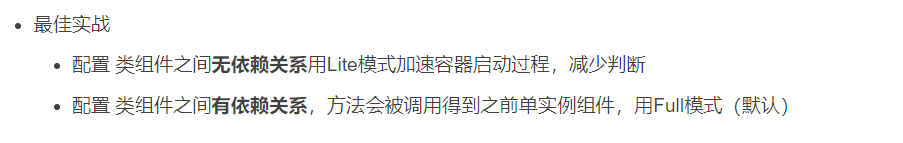 最佳实战
配置 类组件之间无依赖关系用Lite模式加速容器启动过程，减少判断
配置 类组件之间有依赖关系，方法会被调用得到之前单实例组件，用Full模式（默认）